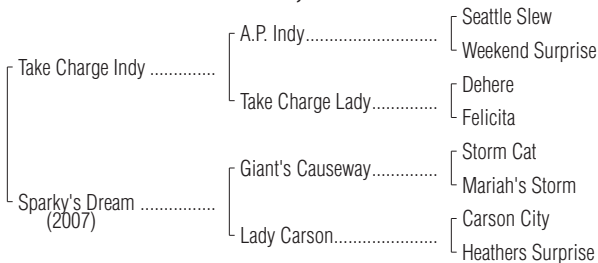 Seattle Slew
A.P. Indy
Weekend Surprise
Take Charge Indy
Dehere
Take Charge Lady
Felicita
Storm Cat
Giant's Causeway
Mariah's Storm
Sparky's Dream
(2007)
Carson City
Lady Carson
Heathers Surprise